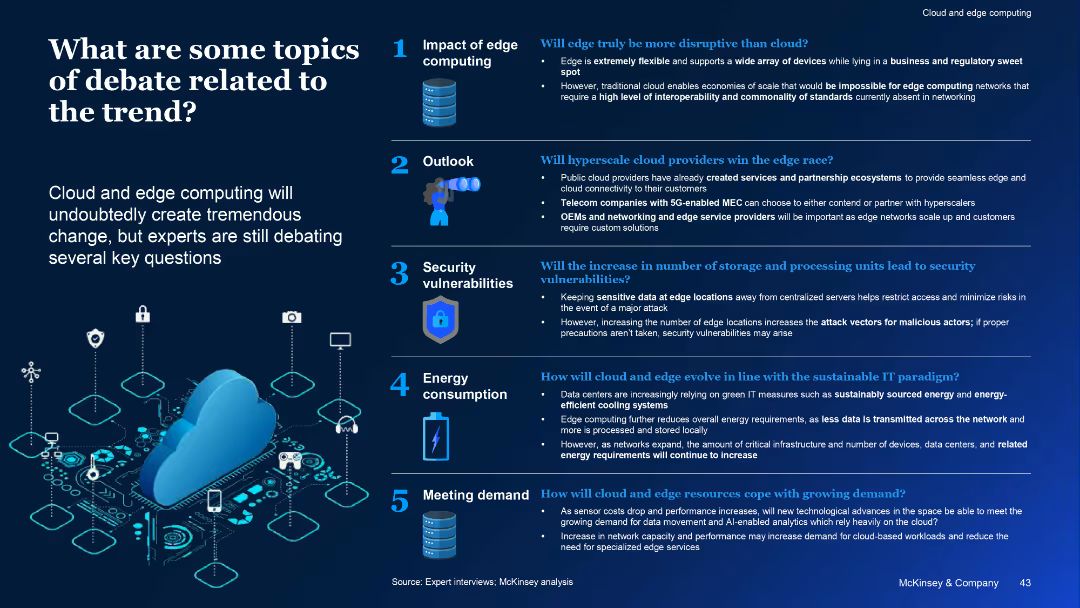 Cloud and edge computing
What are some topics
of debate related to
the trend?
Cloud and edge computing will
undoubtedly create tremendous
change, but experts are still debating
several key questions
1
Impact of edge
computing
Will edge truly be more disruptive than cloud?
• Edge is extremely flexible and supports a wide array of devices while lying in a business and regulatory sweet
spot
• However, traditional cloud enables economies of scale that would be impossible for edge computing networks that
require a high level of interoperability and commonality of standards currently absent in networking
2
Outlook
Will hyperscale cloud providers win the edge race?
• Public cloud providers have already created services and partnership ecosystems to provide seamless edge and
cloud connectivity to their customers
• Telecom companies with 5G-enabled MEC can choose to either contend or partner with hyperscalers
• OEMs and networking and edge service providers will be important as edge networks scale up and customers
require custom solutions
3
Security
vulnerabilities
Will the increase in number of storage and processing units lead to security
vulnerabilities?
• Keeping sensitive data at edge locations away from centralized servers helps restrict access and minimize risks in
the event of a major attack
• However, increasing the number of edge locations increases the attack vectors for malicious actors; if proper
precautions aren't taken, security vulnerabilities may arise
4
Energy
consumption
How will cloud and edge evolve in line with the sustainable IT paradigm?
• Data centers are increasingly relying on green IT measures such as sustainably sourced energy and energy-
efficient cooling systems
• Edge computing further reduces overall energy requirements, as less data is transmitted across the network and
more is processed and stored locally
• However, as networks expand, the amount of critical infrastructure and number of devices, data centers, and related
energy requirements will continue to increase
5
Meeting demand
How will cloud and edge resources cope with growing demand?
• As sensor costs drop and performance increases, will new technological advances in the space be able to meet the
growing demand for data movement and AI-enabled analytics which rely heavily on the cloud?
• Increase in network capacity and performance may increase demand for cloud-based workloads and reduce the
need for specialized edge services
Source: Expert interviews; McKinsey analysis
McKinsey & Company 43